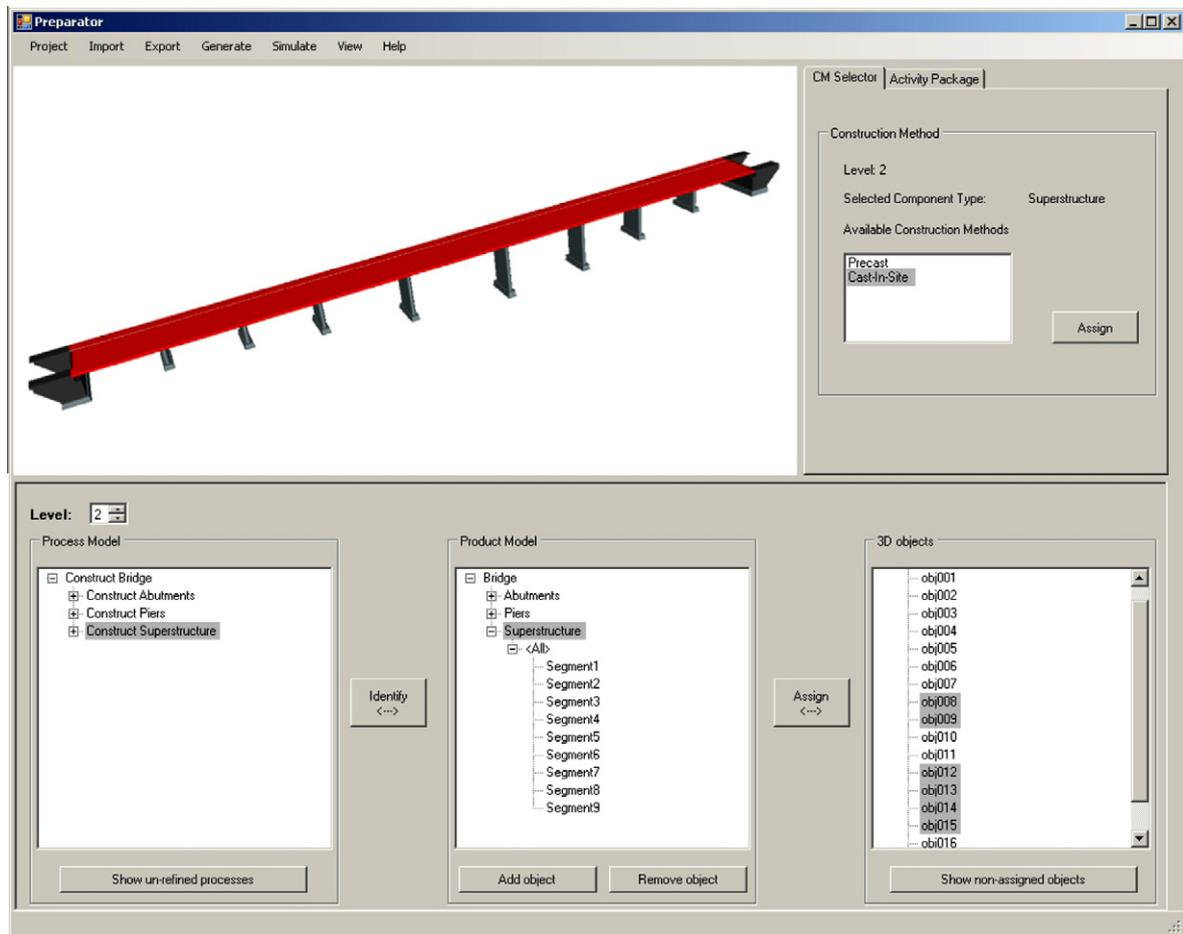 Preparator
Project Import Export Generate Simulate View Help
CM Selector Activity Package
Construction Method
Level: 2
Selected Component Type: Superstructure
Available Construction Methods
Precast
Cast-In-Site
Assign
Level: 2
Process Model
Construct Bridge
Construct Abutments
Construct Piers
Construct Superstructure
Show un-refined processes
Identify
<--->
Product Model
Bridge
Abutments
Piers
Superstructure
<All>
Segment1
Segment2
Segment3
Segment4
Segment5
Segment6
Segment7
Segment8
Segment9
Add object Remove object
Assign
<--->
3D objects
obj001
obj002
obj003
obj004
obj005
obj006
obj007
obj008
obj009
obj010
obj011
obj012
obj013
obj014
obj015
obj016
Show non-assigned objects